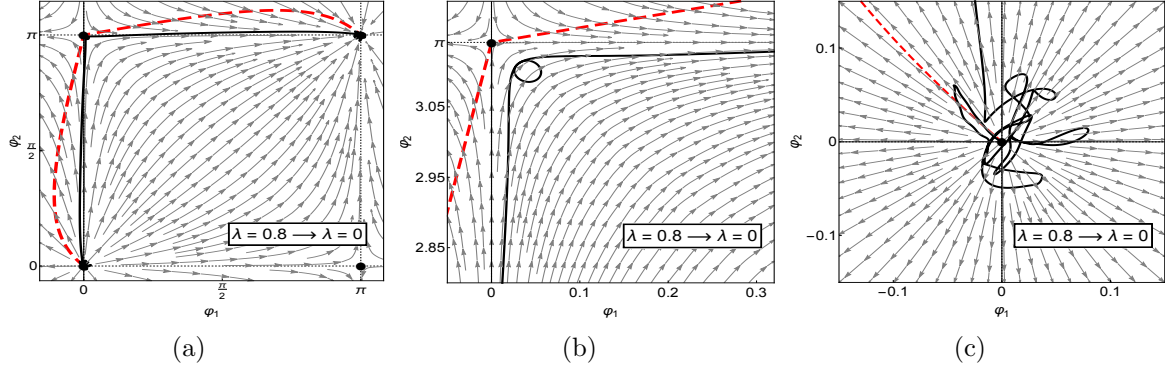 π
π/2
0
φ₂
λ = 0.8 ⟶ λ = 0
0
π/2
π
φ₁
(a)
π
3.05
2.95
2.85
φ₂
λ = 0.8 ⟶ λ = 0
0
0.1
0.2
0.3
φ₁
(b)
0.1
0
−0.1
φ₂
λ = 0.8 ⟶ λ = 0
−0.1
0
0.1
φ₁
(c)